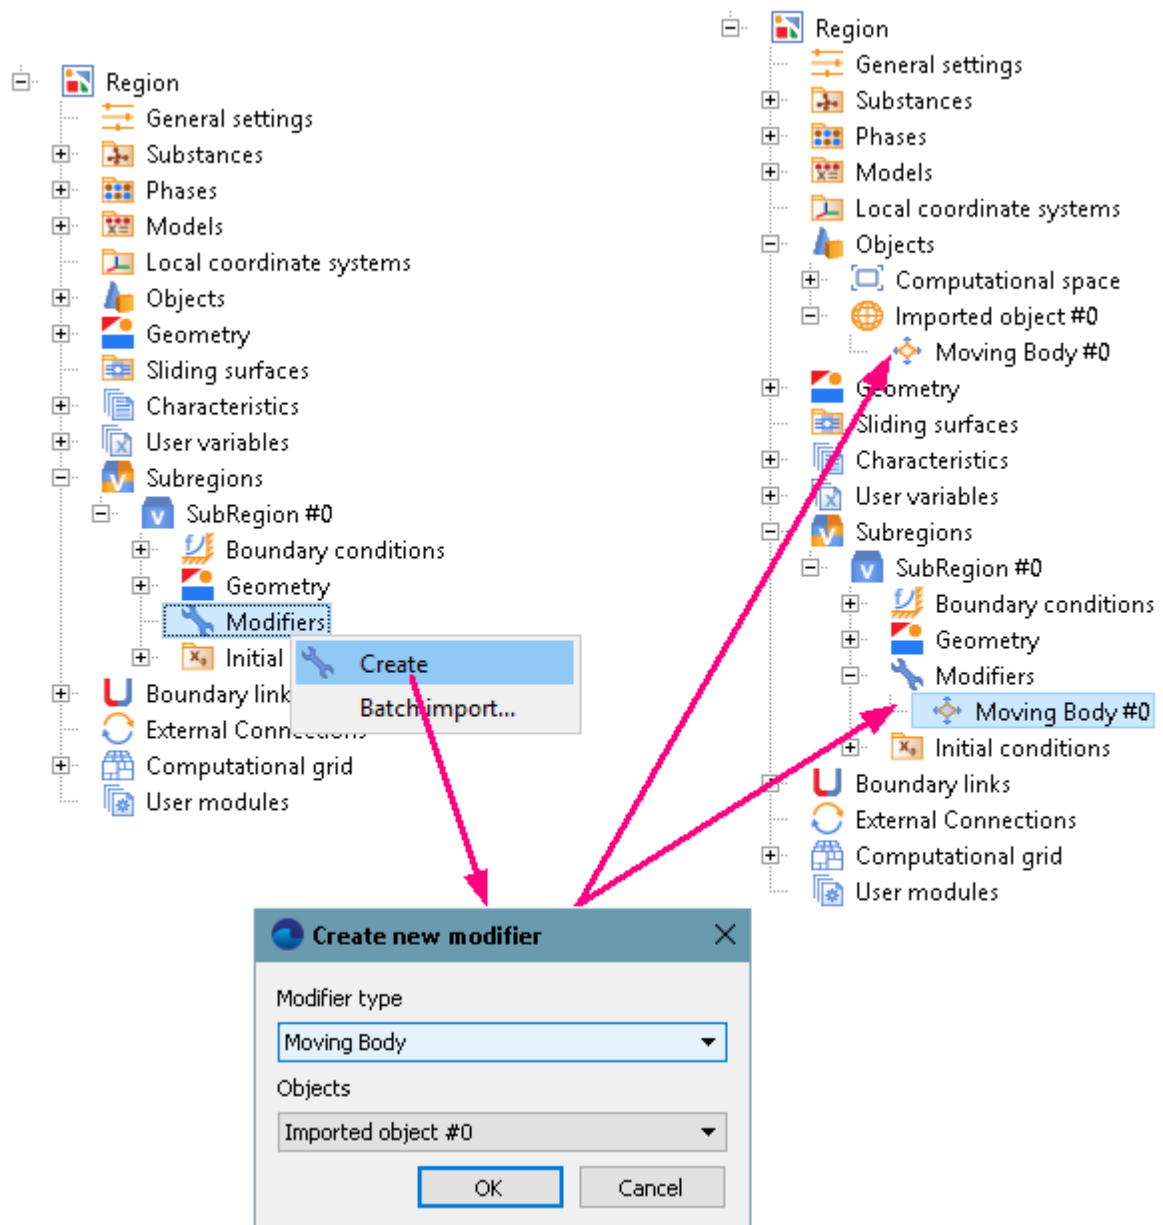 Region
General settings
Substances
Phases
Models
Local coordinate systems
Objects
Geometry
Sliding surfaces
Characteristics
User variables
Subregions
SubRegion #0
Boundary conditions
Geometry
Modifiers
Initial
Create
Batch import...
Boundary link
External Connections
Computational grid
User modules
Region
General settings
Substances
Phases
Models
Local coordinate systems
Objects
Computational space
Imported object #0
Moving Body #0
Geometry
Sliding surfaces
Characteristics
User variables
Subregions
SubRegion #0
Boundary conditions
Geometry
Modifiers
Moving Body #0
Initial conditions
Boundary links
External Connections
Computational grid
User modules
Create new modifier
Modifier type
Moving Body
Objects
Imported object #0
OK Cancel